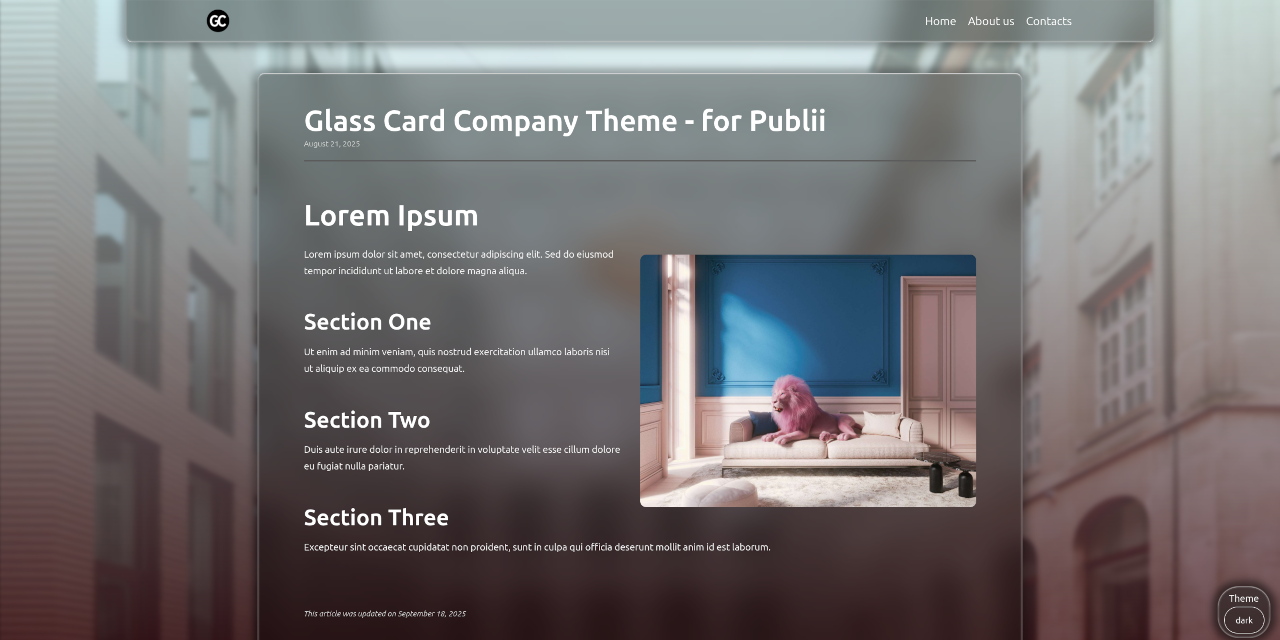 GC
Home About us Contacts
Glass Card Company Theme - for Publii
August 21, 2025
Lorem Ipsum
Lorem ipsum dolor sit amet, consectetur adipiscing elit. Sed do eiusmod
tempor incididunt ut labore et dolore magna aliqua.
Section One
Ut enim ad minim veniam, quis nostrud exercitation ullamco laboris nisi
ut aliquip ex ea commodo consequat.
Section Two
Duis aute irure dolor in reprehenderit in voluptate velit esse cillum dolore
eu fugiat nulla pariatur.
Section Three
Excepteur sint occaecat cupidatat non proident, sunt in culpa qui officia deserunt mollit anim id est laborum.
This article was updated on September 18, 2025
Theme
dark